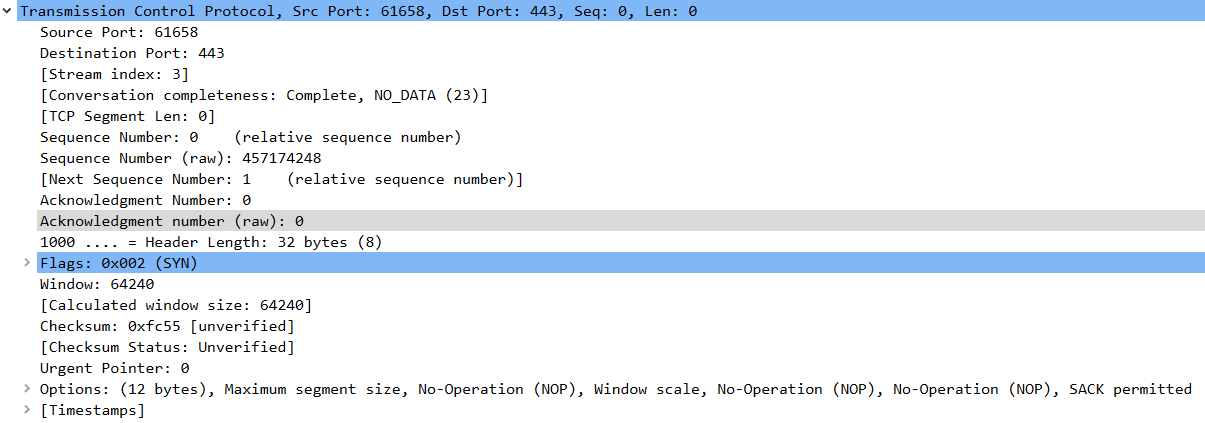 Transmission Control Protocol, Src Port: 61658, Dst Port: 443, Seq: 0, Len: 0
Source Port: 61658
Destination Port: 443
[Stream index: 3]
[Conversation completeness: Complete, NO_DATA (23)]
[TCP Segment Len: 0]
Sequence Number: 0    (relative sequence number)
Sequence Number (raw): 457174248
[Next Sequence Number: 1    (relative sequence number)]
Acknowledgment Number: 0
Acknowledgment number (raw): 0
1000 .... = Header Length: 32 bytes (8)
Flags: 0x002 (SYN)
Window: 64240
[Calculated window size: 64240]
Checksum: 0xfc55 [unverified]
[Checksum Status: Unverified]
Urgent Pointer: 0
Options: (12 bytes), Maximum segment size, No-Operation (NOP), Window scale, No-Operation (NOP), No-Operation (NOP), SACK permitted
[Timestamps]